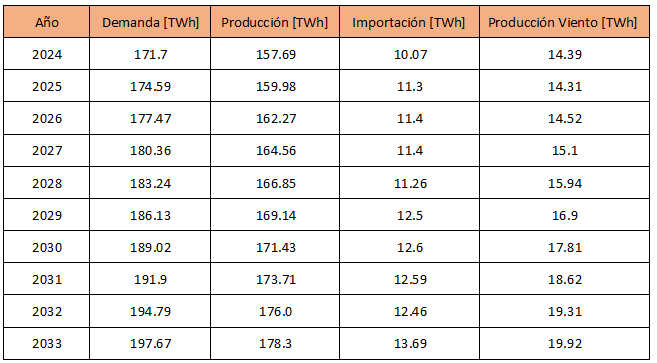 Año Demanda [TWh] Producción [TWh] Importación [TWh] Producción Viento [TWh]
2024 171.7 157.69 10.07 14.39
2025 174.59 159.98 11.3 14.31
2026 177.47 162.27 11.4 14.52
2027 180.36 164.56 11.4 15.1
2028 183.24 166.85 11.26 15.94
2029 186.13 169.14 12.5 16.9
2030 189.02 171.43 12.6 17.81
2031 191.9 173.71 12.59 18.62
2032 194.79 176.0 12.46 19.31
2033 197.67 178.3 13.69 19.92